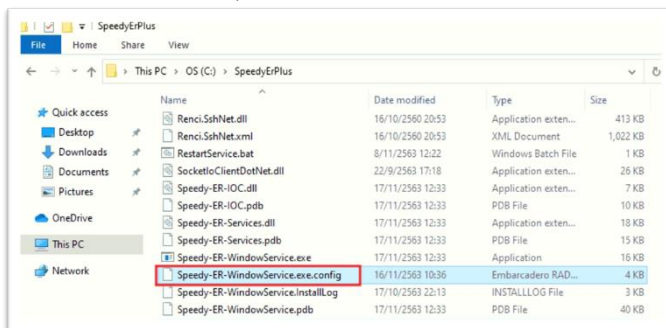 SpeedyErPlus
File Home Share View
This PC > OS (C:) > SpeedyErPlus
Name Date modified Type Size
Quick access
Desktop
Downloads
Documents
Pictures
OneDrive
This PC
Network
Renci.SshNet.dll 16/10/2560 20:53 Application exten... 413 KB
Renci.SshNet.xml 16/10/2560 20:53 XML Document 1,022 KB
RestartService.bat 8/11/2563 12:22 Windows Batch File 1 KB
SocketIoClientDotNet.dll 22/9/2563 17:18 Application exten... 26 KB
Speedy-ER-IOC.dll 17/11/2563 12:33 Application exten... 7 KB
Speedy-ER-IOC.pdb 17/11/2563 12:33 PDB File 10 KB
Speedy-ER-Services.dll 17/11/2563 12:33 Application exten... 18 KB
Speedy-ER-Services.pdb 17/11/2563 12:33 PDB File 15 KB
Speedy-ER-WindowService.exe 17/11/2563 12:33 Application 16 KB
Speedy-ER-WindowService.exe.config 16/11/2563 10:36 Embarcadero RAD... 4 KB
Speedy-ER-WindowService.InstallLog 17/10/2563 22:13 INSTALLLOG File 3 KB
Speedy-ER-WindowService.pdb 17/11/2563 12:33 PDB File 40 KB